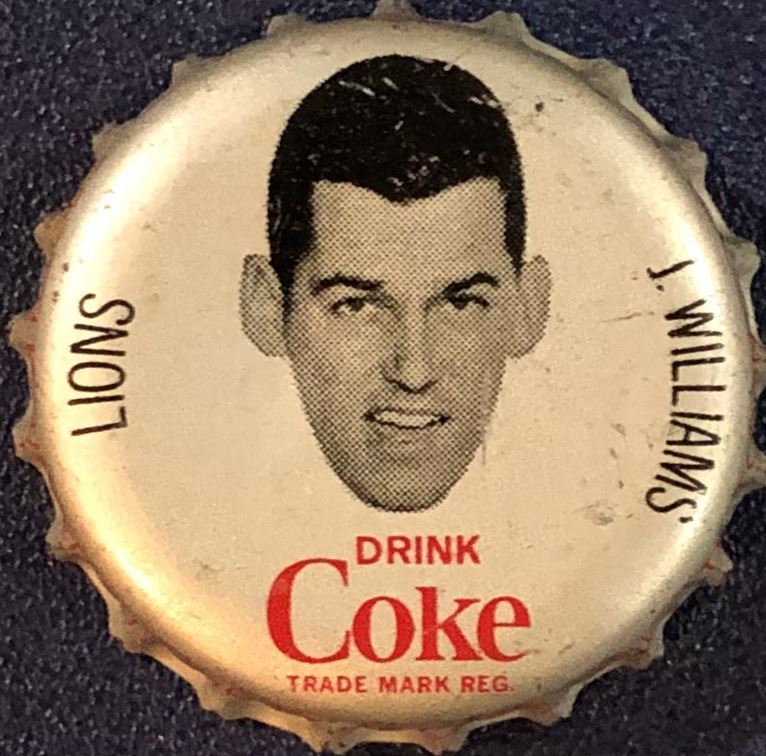 LIONS
J. WILLIAMS
DRINK
Coke
TRADE MARK REG.